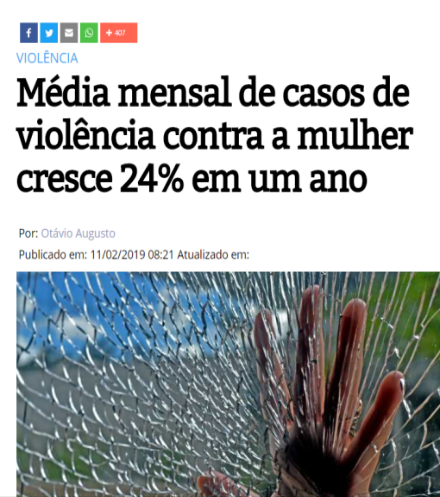 + 407
VIOLÊNCIA
Média mensal de casos de
violência contra a mulher
cresce 24% em um ano
Por: Otávio Augusto
Publicado em: 11/02/2019 08:21 Atualizado em: